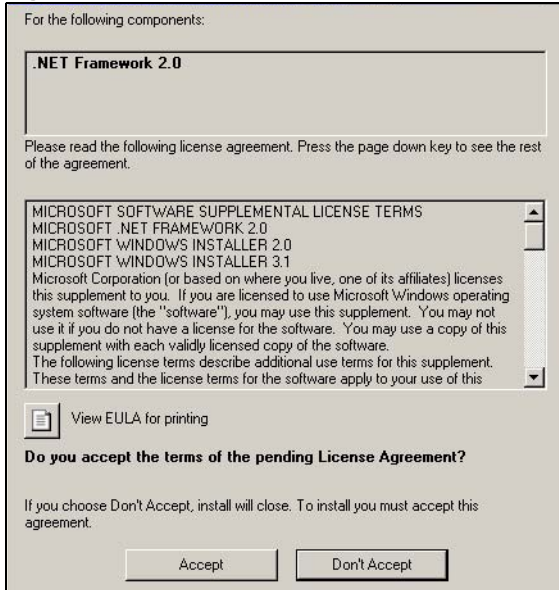 For the following components:
.NET Framework 2.0
Please read the following license agreement. Press the page down key to see the rest
of the agreement.
MICROSOFT SOFTWARE SUPPLEMENTAL LICENSE TERMS
MICROSOFT .NET FRAMEWORK 2.0
MICROSOFT WINDOWS INSTALLER 2.0
MICROSOFT WINDOWS INSTALLER 3.1
Microsoft Corporation (or based on where you live, one of its affiliates) licenses
this supplement to you.  If you are licensed to use Microsoft Windows operating
system software (the "software"), you may use this supplement.  You may not
use it if you do not have a license for the software.  You may use a copy of this
supplement with each validly licensed copy of the software.
The following license terms describe additional use terms for this supplement.
These terms and the license terms for the software apply to your use of this
View EULA for printing
Do you accept the terms of the pending License Agreement?
If you choose Don't Accept, install will close. To install you must accept this
agreement.
Accept
Don't Accept